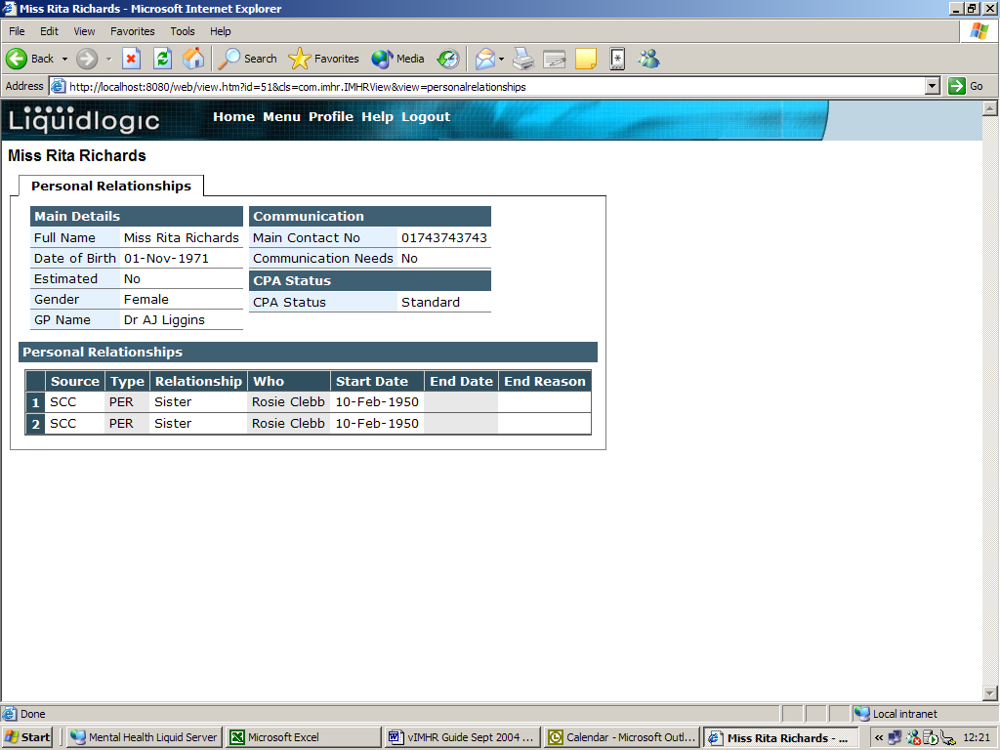 Miss Rita Richards - Microsoft Internet Explorer
File Edit View Favorites Tools Help
Back Search Favorites Media
Address http://localhost:8080/web/view.htm?id=51&cls=com.imhr.IMHRView&view=personalrelationships Go
Liquidlogic Home Menu Profile Help Logout
Miss Rita Richards
Personal Relationships
Main Details Communication
Full Name Miss Rita Richards Main Contact No 01743743743
Date of Birth 01-Nov-1971 Communication Needs No
Estimated No CPA Status
Gender Female CPA Status Standard
GP Name Dr AJ Liggins
Personal Relationships
Source Type Relationship Who Start Date End Date End Reason
1 SCC PER Sister Rosie Clebb 10-Feb-1950
2 SCC PER Sister Rosie Clebb 10-Feb-1950
Done Local intranet
Start Mental Health Liquid Server Microsoft Excel vIMHR Guide Sept 2004 ... Calendar - Microsoft Outl... Miss Rita Richards - ... « 12:21